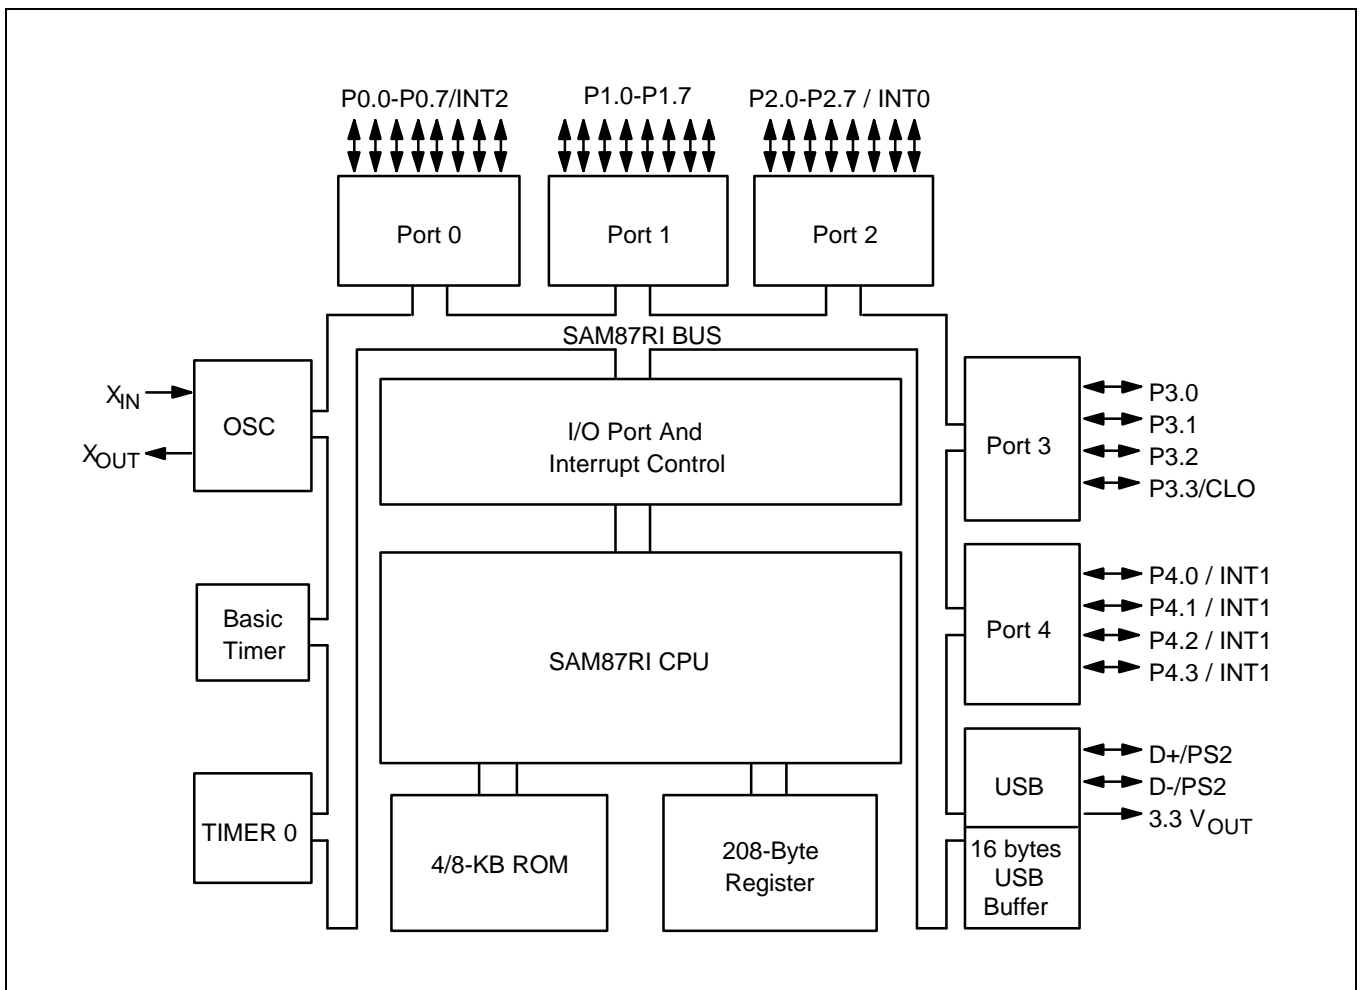 P0.0-P0.7/INT2
P1.0-P1.7
P2.0-P2.7 / INT0
Port 0
Port 1
Port 2
SAM87RI BUS
XIN
XOUT
OSC
I/O Port And
Interrupt Control
Port 3
P3.0
P3.1
P3.2
P3.3/CLO
Basic
Timer
SAM87RI CPU
Port 4
P4.0 / INT1
P4.1 / INT1
P4.2 / INT1
P4.3 / INT1
TIMER 0
4/8-KB ROM
208-Byte
Register
USB
D+/PS2
D-/PS2
3.3 VOUT
16 bytes
USB
Buffer